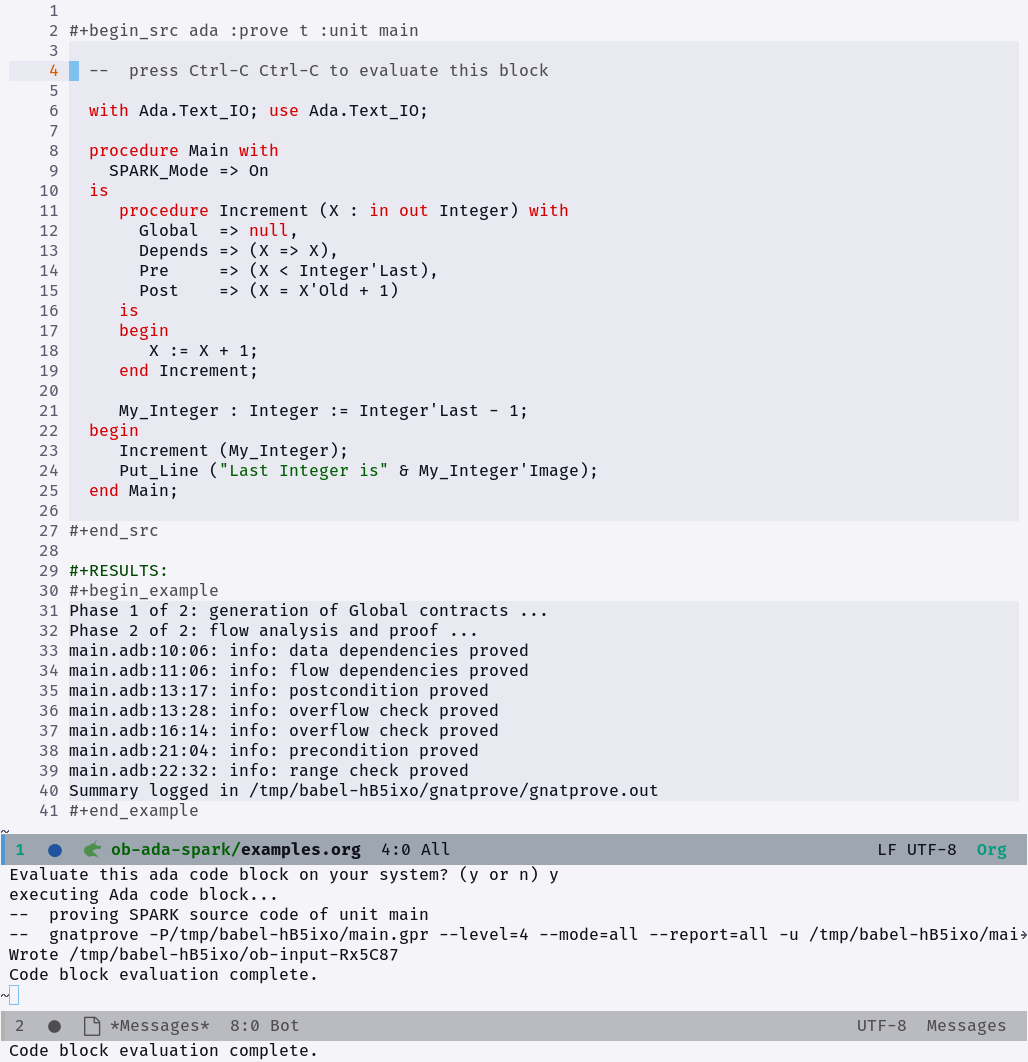 1
2 #+begin_src ada :prove t :unit main
3
4 --  press Ctrl-C Ctrl-C to evaluate this block
5
6   with Ada.Text_IO; use Ada.Text_IO;
7
8   procedure Main with
9     SPARK_Mode => On
10   is
11      procedure Increment (X : in out Integer) with
12        Global  => null,
13        Depends => (X => X),
14        Pre     => (X < Integer'Last),
15        Post    => (X = X'Old + 1)
16      is
17      begin
18         X := X + 1;
19      end Increment;
20
21      My_Integer : Integer := Integer'Last - 1;
22   begin
23      Increment (My_Integer);
24      Put_Line ("Last Integer is" & My_Integer'Image);
25   end Main;
26
27 #+end_src
28
29 #+RESULTS:
30 #+begin_example
31 Phase 1 of 2: generation of Global contracts ...
32 Phase 2 of 2: flow analysis and proof ...
33 main.adb:10:06: info: data dependencies proved
34 main.adb:11:06: info: flow dependencies proved
35 main.adb:13:17: info: postcondition proved
36 main.adb:13:28: info: overflow check proved
37 main.adb:16:14: info: overflow check proved
38 main.adb:21:04: info: precondition proved
39 main.adb:22:32: info: range check proved
40 Summary logged in /tmp/babel-hB5ixo/gnatprove/gnatprove.out
41 #+end_example
~
1 ob-ada-spark/examples.org  4:0 All LF UTF-8  Org
Evaluate this ada code block on your system? (y or n) y
executing Ada code block...
--  proving SPARK source code of unit main
--  gnatprove -P/tmp/babel-hB5ixo/main.gpr --level=4 --mode=all --report=all -u /tmp/babel-hB5ixo/mai
Wrote /tmp/babel-hB5ixo/ob-input-Rx5C87
Code block evaluation complete.
~
2 *Messages*  8:0 Bot UTF-8  Messages
Code block evaluation complete.